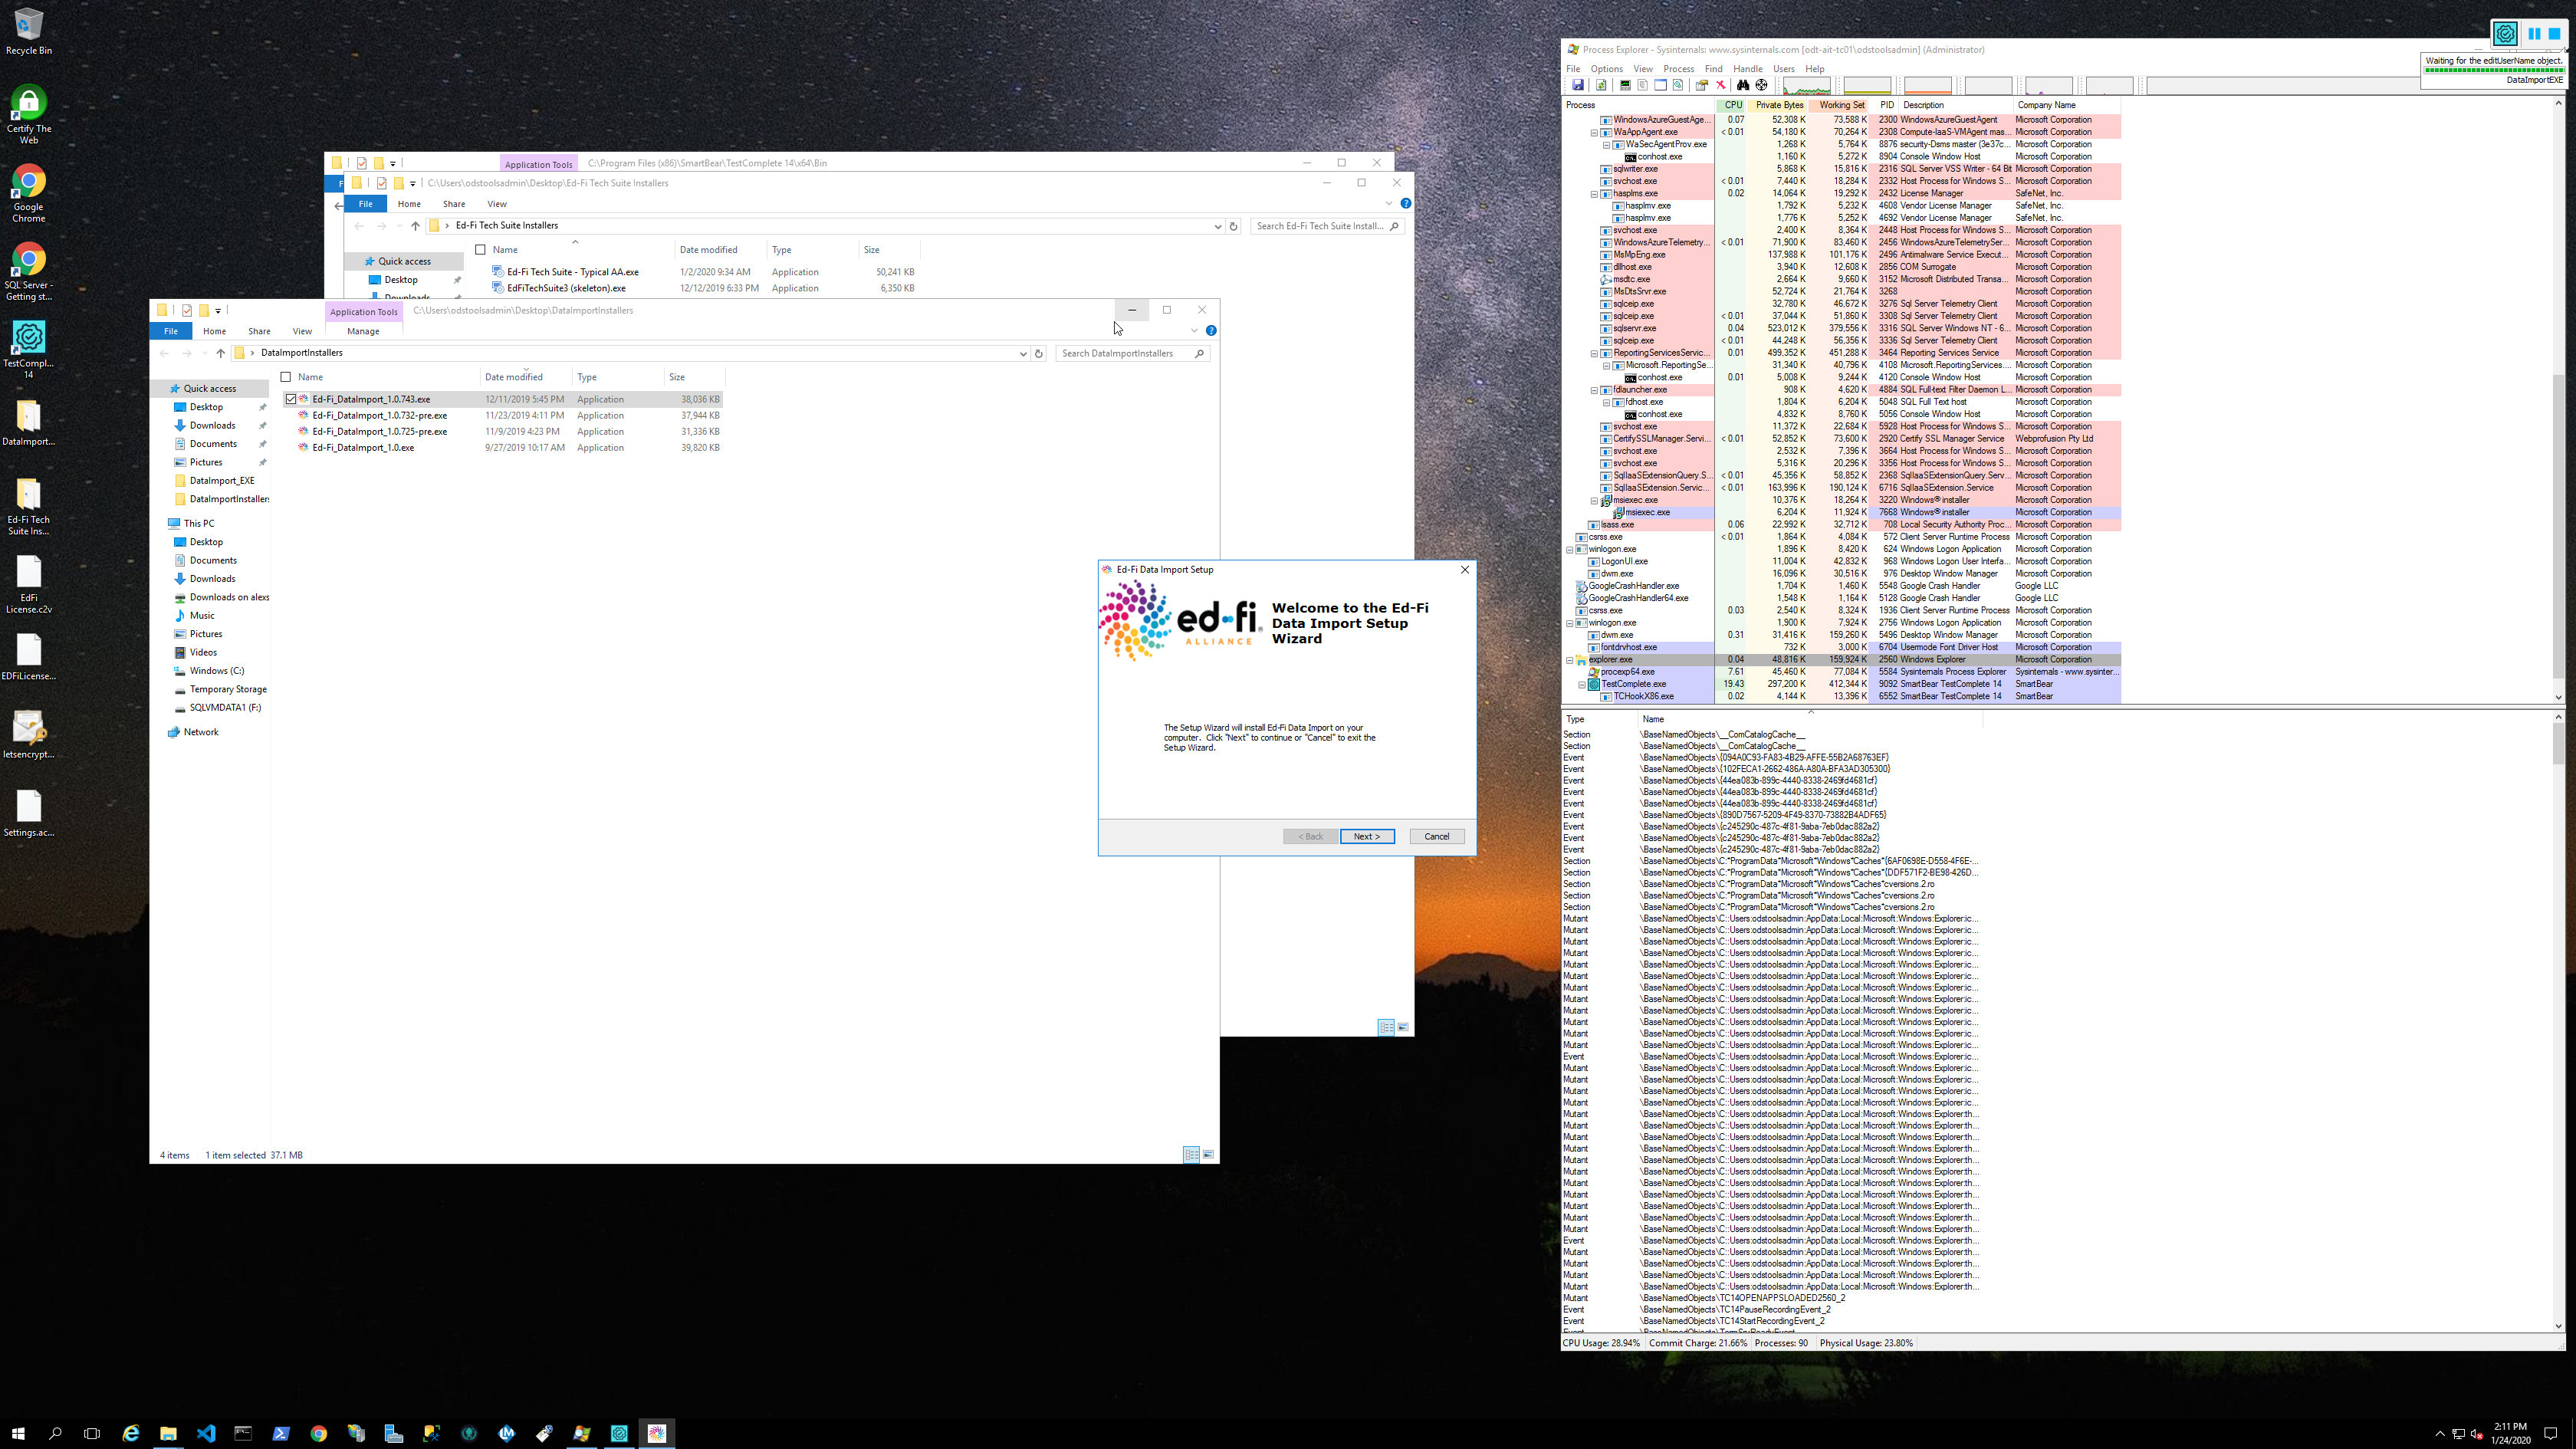 Recycle Bin
Certify The
Web
Google
Chrome
SQL Server -
Getting st...
TestCompl...
14
DataImport...
Ed-Fi Tech
Suite Ins...
EdFi
License.c2v
EDFiLicense...
letsencrypt...
Settings.ac...
Application Tools
C:\Program Files (x86)\SmartBear\TestComplete 14\x64\Bin
C:\Users\odstoolsadmin\Desktop\Ed-Fi Tech Suite Installers
File Home Share View
Ed-Fi Tech Suite Installers
Search Ed-Fi Tech Suite Install...
Name Date modified Type Size
Quick access
Desktop
Ed-Fi Tech Suite - Typical AA.exe 1/2/2020 9:34 AM Application 50,241 KB
EdFiTechSuite3 (skeleton).exe 12/12/2019 6:33 PM Application 6,350 KB
Application Tools C:\Users\odstoolsadmin\Desktop\DataImportInstallers
File Home Share View Manage
DataImportInstallers
Search DataImportInstallers
Name Date modified Type Size
Ed-Fi_DataImport_1.0.743.exe 12/11/2019 5:45 PM Application 38,036 KB
Ed-Fi_DataImport_1.0.732-pre.exe 11/23/2019 4:11 PM Application 37,944 KB
Ed-Fi_DataImport_1.0.725-pre.exe 11/9/2019 4:23 PM Application 31,336 KB
Ed-Fi_DataImport_1.0.exe 9/27/2019 10:17 AM Application 39,820 KB
Quick access
Desktop
Downloads
Documents
Pictures
DataImport_EXE
DataImportInstallers
This PC
Desktop
Documents
Downloads
Downloads on alexs
Music
Pictures
Videos
Windows (C:)
Temporary Storage
SQLVMDATA1 (F:)
Network
4 items 1 item selected 37.1 MB
Ed-Fi Data Import Setup
ed-fi
ALLIANCE
Welcome to the Ed-Fi
Data Import Setup
Wizard
The Setup Wizard will install Ed-Fi Data Import on your
computer. Click "Next" to continue or "Cancel" to exit the
Setup Wizard.
< Back Next > Cancel
Process Explorer - Sysinternals: www.sysinternals.com [odt-ait-tc01\odstoolsadmin] (Administrator)
File Options View Process Find Handle Users Help
Waiting for the editUserName object.
DataImportEXE
Process CPU Private Bytes Working Set PID Description Company Name
WindowsAzureGuestAge... 0.07 52,308 K 73,588 K 2300 WindowsAzureGuestAgent Microsoft Corporation
WaAppAgent.exe < 0.01 54,180 K 70,264 K 2308 Compute-IaaS-VMAgent mas... Microsoft Corporation
WaSecAgentProv.exe 1,268 K 5,764 K 8876 security-Dsms master (3e37c... Microsoft Corporation
conhost.exe 1,160 K 5,272 K 8904 Console Window Host Microsoft Corporation
sqlwriter.exe 5,868 K 15,816 K 2316 SQL Server VSS Writer - 64 Bit Microsoft Corporation
svchost.exe < 0.01 7,440 K 18,284 K 2332 Host Process for Windows S... Microsoft Corporation
hasplms.exe 0.02 14,064 K 19,292 K 2432 License Manager SafeNet, Inc.
hasplmv.exe 1,792 K 5,232 K 4608 Vendor License Manager SafeNet, Inc.
hasplmv.exe 1,776 K 5,252 K 4692 Vendor License Manager SafeNet, Inc.
svchost.exe 2,400 K 8,364 K 2448 Host Process for Windows S... Microsoft Corporation
WindowsAzureTelemetry... < 0.01 71,900 K 83,460 K 2456 WindowsAzureTelemetrySer... Microsoft Corporation
MsMpEng.exe 137,988 K 101,176 K 2496 Antimalware Service Execut... Microsoft Corporation
dllhost.exe 3,940 K 12,608 K 2856 COM Surrogate Microsoft Corporation
msdtc.exe 2,664 K 9,660 K 3152 Microsoft Distributed Transa... Microsoft Corporation
MsDtsSrvr.exe 52,724 K 21,764 K 3268 Microsoft Corporation
sqlceip.exe 32,780 K 46,672 K 3276 Sql Server Telemetry Client Microsoft Corporation
sqlceip.exe < 0.01 37,044 K 51,860 K 3308 Sql Server Telemetry Client Microsoft Corporation
sqlservr.exe 0.04 523,012 K 379,556 K 3316 SQL Server Windows NT - 6... Microsoft Corporation
sqlceip.exe < 0.01 44,248 K 56,356 K 3336 Sql Server Telemetry Client Microsoft Corporation
ReportingServicesServic... 0.01 499,352 K 451,288 K 3464 Reporting Services Service Microsoft Corporation
Microsoft.ReportingSe... 31,340 K 40,796 K 4108 Microsoft.ReportingServices.... Microsoft Corporation
conhost.exe 0.01 5,008 K 9,244 K 4120 Console Window Host Microsoft Corporation
fdlauncher.exe 908 K 4,620 K 4884 SQL Full-text Filter Daemon L... Microsoft Corporation
fdhost.exe 1,804 K 6,204 K 5048 SQL Full Text host Microsoft Corporation
conhost.exe 4,832 K 8,760 K 5056 Console Window Host Microsoft Corporation
svchost.exe 11,372 K 22,684 K 5928 Host Process for Windows S... Microsoft Corporation
CertifySSLManager.Servi... < 0.01 52,852 K 73,600 K 2920 Certify SSL Manager Service Webprofusion Pty Ltd
svchost.exe 2,532 K 7,396 K 3664 Host Process for Windows S... Microsoft Corporation
svchost.exe 5,316 K 20,296 K 3356 Host Process for Windows S... Microsoft Corporation
SqlIaaSExtensionQuery.S... < 0.01 45,356 K 58,852 K 2368 SqlIaaSExtensionQuery.Serv... Microsoft Corporation
SqlIaaSExtension.Servic... < 0.01 163,996 K 190,124 K 6716 SqlIaaSExtension.Service Microsoft Corporation
msiexec.exe 10,376 K 18,264 K 3220 Windows® installer Microsoft Corporation
msiexec.exe 6,204 K 11,924 K 7668 Windows® installer Microsoft Corporation
lsass.exe 0.06 22,992 K 32,712 K 708 Local Security Authority Proc... Microsoft Corporation
csrss.exe < 0.01 1,864 K 4,084 K 572 Client Server Runtime Process Microsoft Corporation
winlogon.exe 1,896 K 8,420 K 624 Windows Logon Application Microsoft Corporation
LogonUI.exe 11,004 K 42,832 K 968 Windows Logon User Interfa... Microsoft Corporation
dwm.exe 16,096 K 30,516 K 976 Desktop Window Manager Microsoft Corporation
GoogleCrashHandler.exe 1,704 K 1,460 K 5548 Google Crash Handler Google LLC
GoogleCrashHandler64.exe 1,548 K 1,164 K 5128 Google Crash Handler Google LLC
csrss.exe 0.03 2,540 K 8,324 K 1936 Client Server Runtime Process Microsoft Corporation
winlogon.exe 1,900 K 7,924 K 2756 Windows Logon Application Microsoft Corporation
dwm.exe 0.31 31,416 K 159,260 K 5496 Desktop Window Manager Microsoft Corporation
fontdrvhost.exe 732 K 3,000 K 6704 Usermode Font Driver Host Microsoft Corporation
explorer.exe 0.04 48,816 K 159,924 K 2560 Windows Explorer Microsoft Corporation
procexp64.exe 7.61 45,460 K 77,084 K 5584 Sysinternals Process Explorer Sysinternals - www.sysinter...
TestComplete.exe 19.43 297,200 K 412,344 K 9092 SmartBear TestComplete 14 SmartBear
TCHookX86.exe 0.02 4,144 K 13,396 K 6552 SmartBear TestComplete 14 SmartBear
Type Name
Section \BaseNamedObjects\__ComCatalogCache__
Section \BaseNamedObjects\__ComCatalogCache__
Event \BaseNamedObjects\{094A0C93-FA83-4B29-AFFE-55B2A68763EF}
Event \BaseNamedObjects\{102FECA1-2662-486A-A80A-BFA3AD305300}
Event \BaseNamedObjects\{44ea083b-899c-4440-8338-2469fd4681cf}
Event \BaseNamedObjects\{44ea083b-899c-4440-8338-2469fd4681cf}
Event \BaseNamedObjects\{44ea083b-899c-4440-8338-2469fd4681cf}
Event \BaseNamedObjects\{890D7567-5209-4F49-8370-73882B4ADF65}
Event \BaseNamedObjects\{c245290c-487c-4f81-9aba-7eb0dac882a2}
Event \BaseNamedObjects\{c245290c-487c-4f81-9aba-7eb0dac882a2}
Event \BaseNamedObjects\{c245290c-487c-4f81-9aba-7eb0dac882a2}
Section \BaseNamedObjects\C:*ProgramData*Microsoft*Windows*Caches*{6AF0698E-D558-4F6E-...
Section \BaseNamedObjects\C:*ProgramData*Microsoft*Windows*Caches*{DDF571F2-BE98-426D...
Section \BaseNamedObjects\C:*ProgramData*Microsoft*Windows*Caches*cversions.2.ro
Section \BaseNamedObjects\C:*ProgramData*Microsoft*Windows*Caches*cversions.2.ro
Section \BaseNamedObjects\C:*ProgramData*Microsoft*Windows*Caches*cversions.2.ro
Mutant \BaseNamedObjects\C::Users:odstoolsadmin:AppData:Local:Microsoft:Windows:Explorer:ic...
Mutant \BaseNamedObjects\TC14OPENAPPSLOADED2560_2
Event \BaseNamedObjects\TC14PauseRecordingEvent_2
Event \BaseNamedObjects\TC14StartRecordingEvent_2
CPU Usage: 28.94% Commit Charge: 21.66% Processes: 90 Physical Usage: 23.80%
2:11 PM
1/24/2020